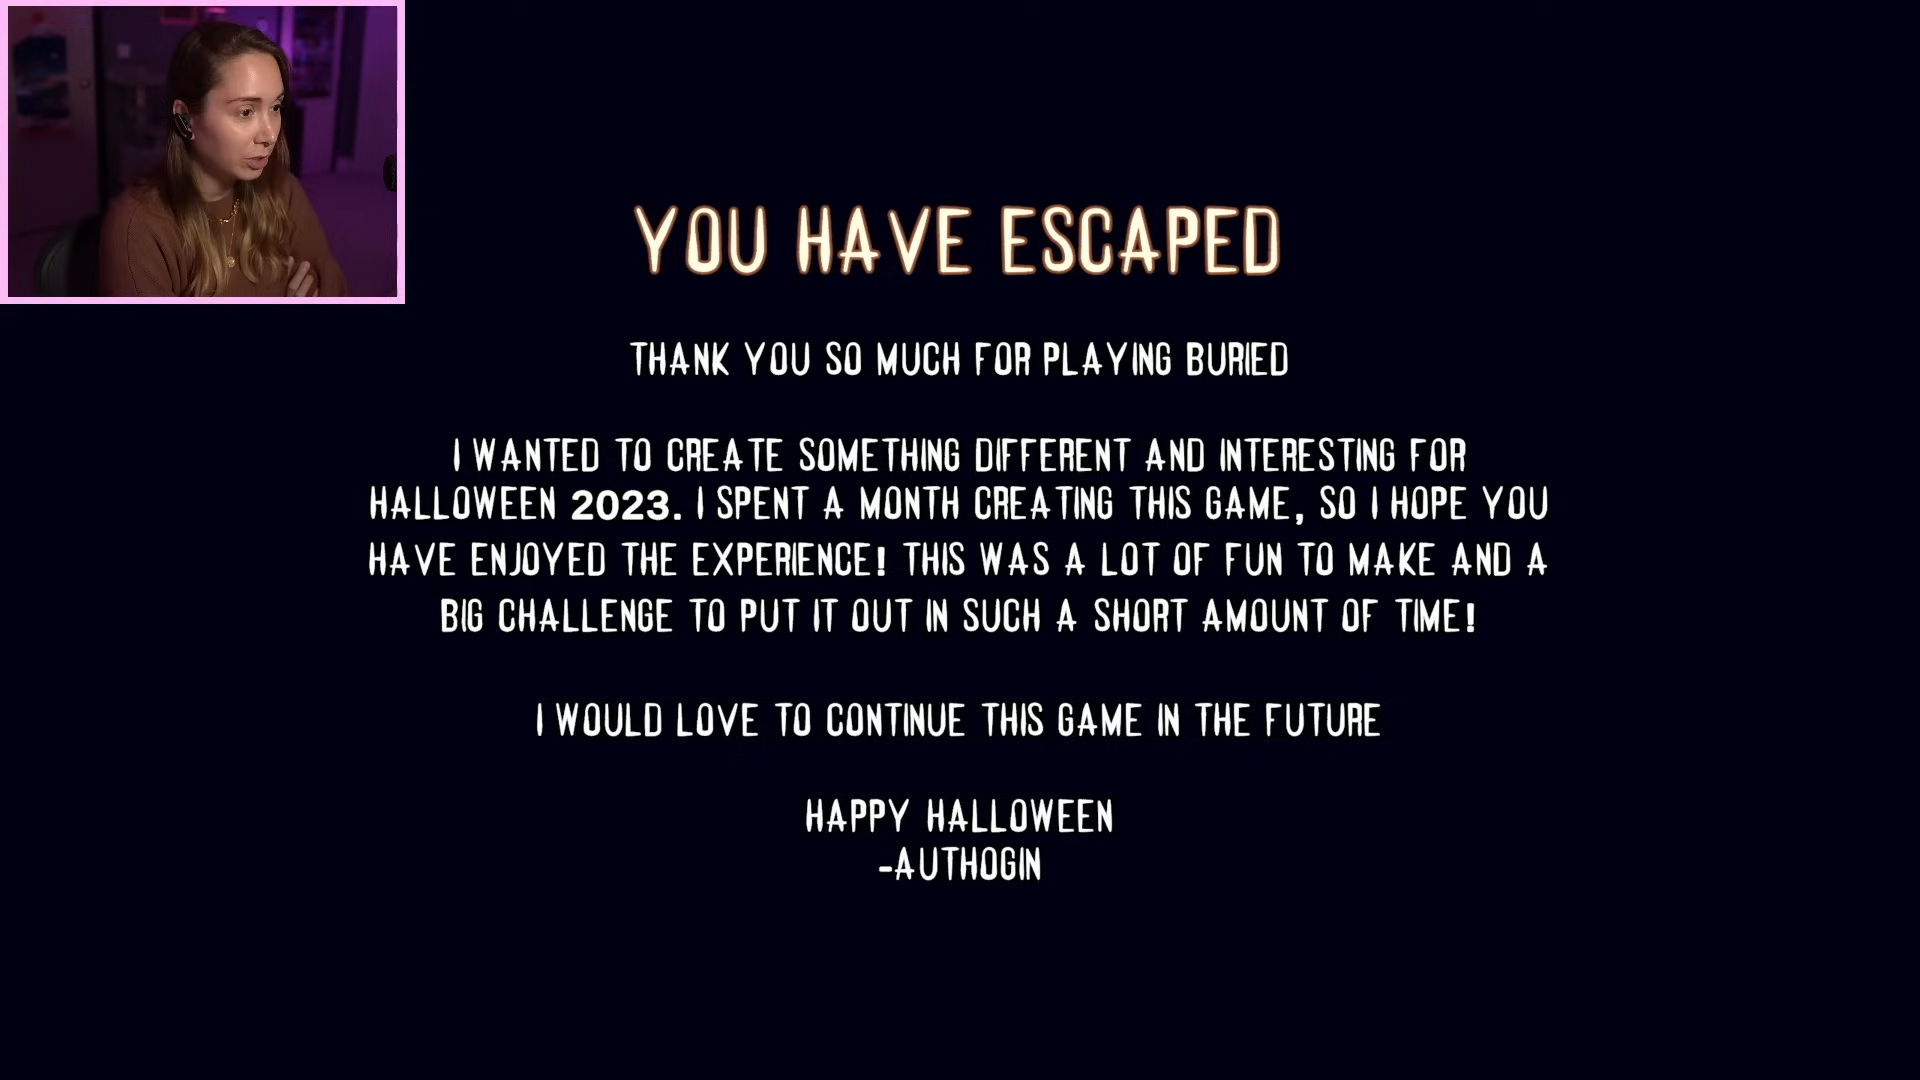 YOU HAVE ESCAPED
THANK YOU SO MUCH FOR PLAYING BURIED
I WANTED TO CREATE SOMETHING DIFFERENT AND INTERESTING FOR
HALLOWEEN 2023. I SPENT A MONTH CREATING THIS GAME, SO I HOPE YOU
HAVE ENJOYED THE EXPERIENCE! THIS WAS A LOT OF FUN TO MAKE AND A
BIG CHALLENGE TO PUT IT OUT IN SUCH A SHORT AMOUNT OF TIME!
I WOULD LOVE TO CONTINUE THIS GAME IN THE FUTURE
HAPPY HALLOWEEN
-AUTHOGIN